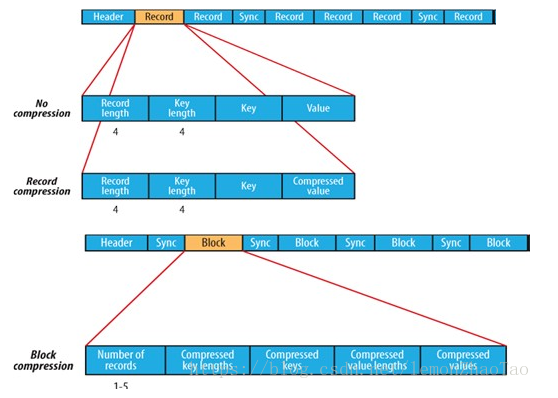 Header Record Record Sync Record Record Record Sync Record
No
compression
Record
length
Key
length
Key
Value
4 4
Record
compression
Record
length
Key
length
Key
Compressed
value
4 4
Header Sync Block Sync Block Sync Block Sync Block
Block
compression
Number of
records
Compressed
key lengths
Compressed
keys
Compressed
value lengths
Compressed
values
https://blog.csdn.net/lemonZhaoTao
1-5